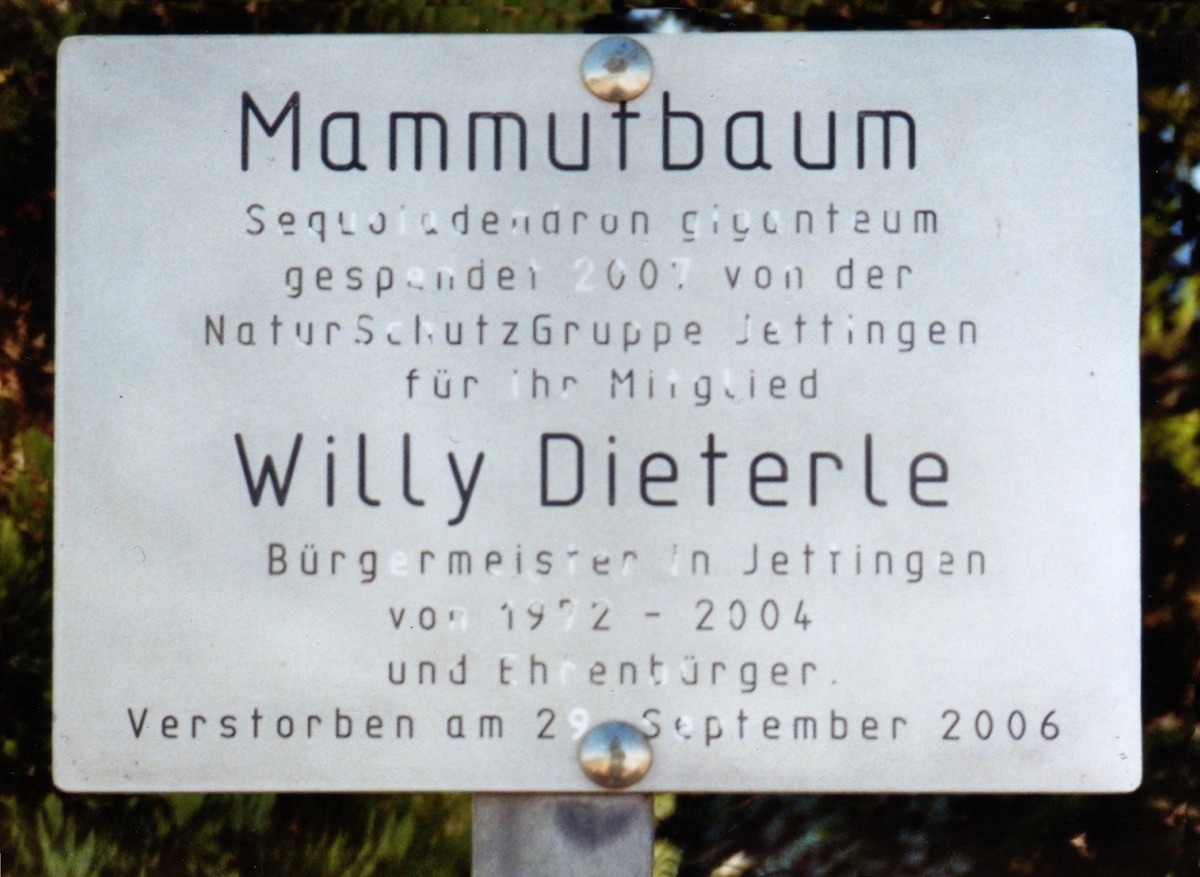 Mammutbaum
Sequoiadendron giganteum
gespendet 2007 von der
NaturSchutzGruppe Jettingen
für ihr Mitglied
Willy Dieterle
Bürgermeister in Jettingen
von 1972 - 2004
und Ehrenbürger.
Verstorben am 29. September 2006